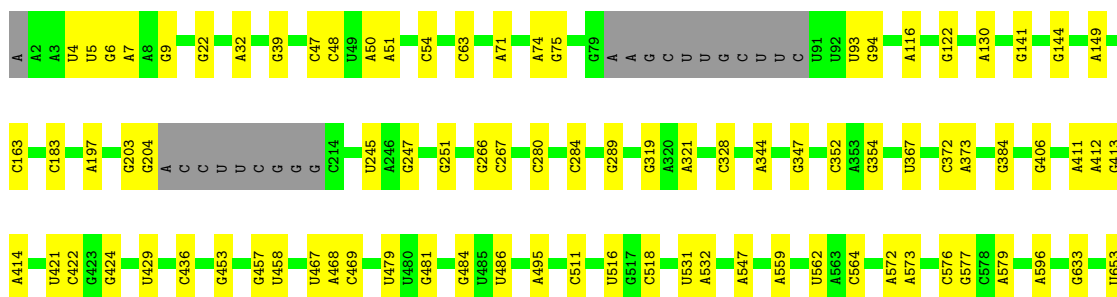 A A2 A3 U4 U5 G6 A7 A8 G9 G22 A32 G39 C47 C48 U49 A50 A51 C54 C63 A71 A74 G75 G79 A A G C U U G C U U C U91 U92 U93 G94 A116 G122 A130 G141 G144 A149
C163 C183 A197 G203 G204 A C C U U C G G G C214 U245 A246 G247 G251 G266 C267 C280 C284 G289 G319 A320 A321 C328 A344 G347 C352 A353 G354 U367 C372 A373 G384 G406 A411 A412 G413
A414 U421 C422 G423 G424 U429 C436 G453 G457 U458 U467 A468 C469 U479 U480 G481 G484 U485 U486 A495 C511 U516 G517 C518 U531 A532 A547 A559 U562 A563 C564 A572 A573 C576 G577 C578 A579 A596 G633 U653